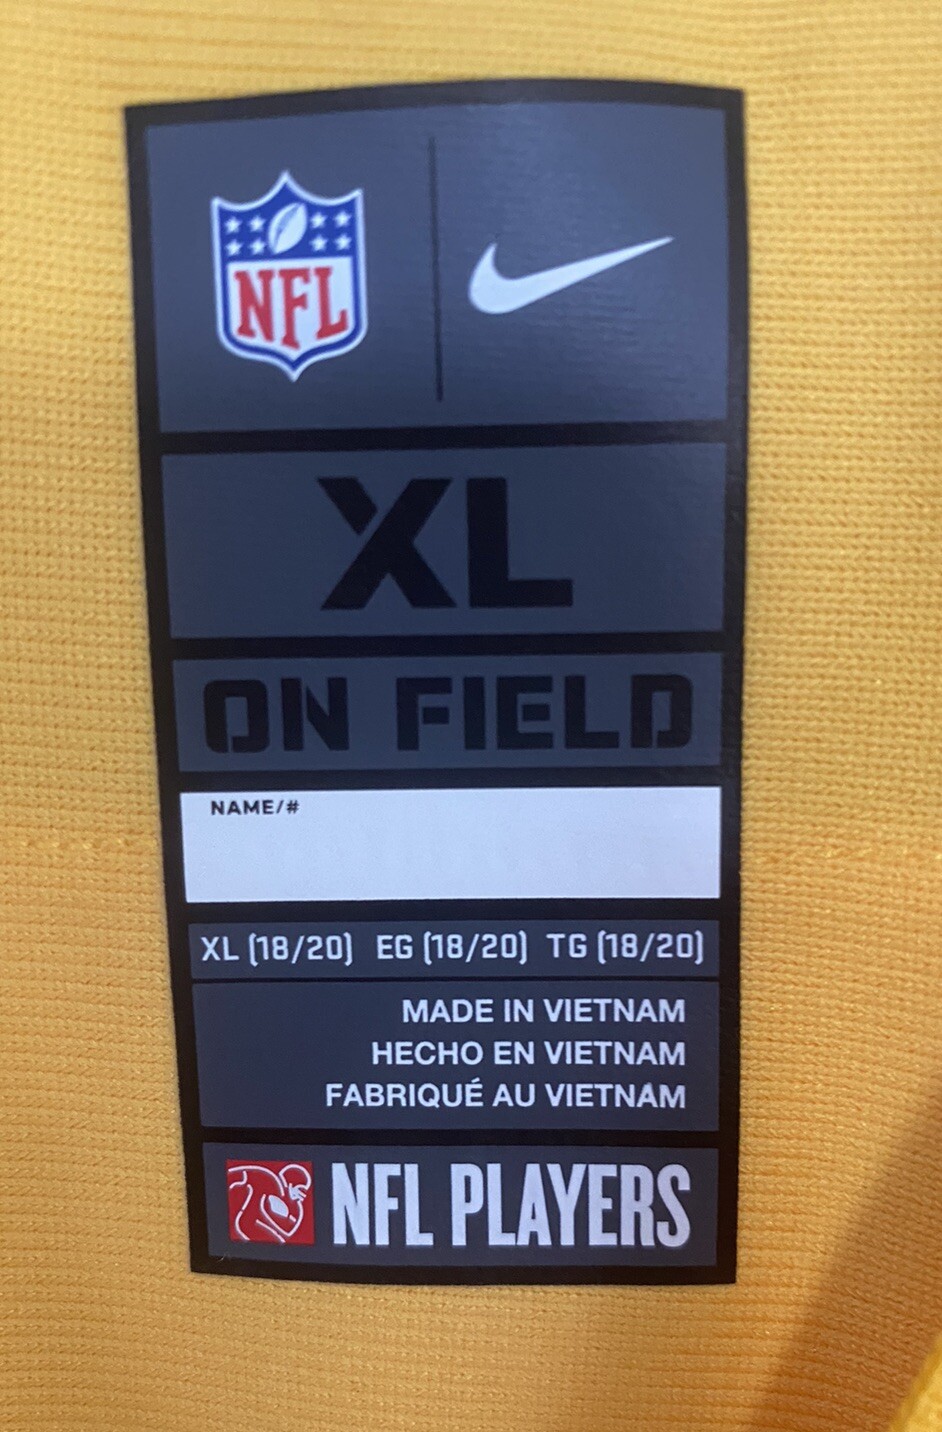 NFL
XL
ON FIELD
NAME/#
XL (18/20) EG (18/20) TG (18/20)
MADE IN VIETNAM
HECHO EN VIETNAM
FABRIQUÉ AU VIETNAM
NFL PLAYERS